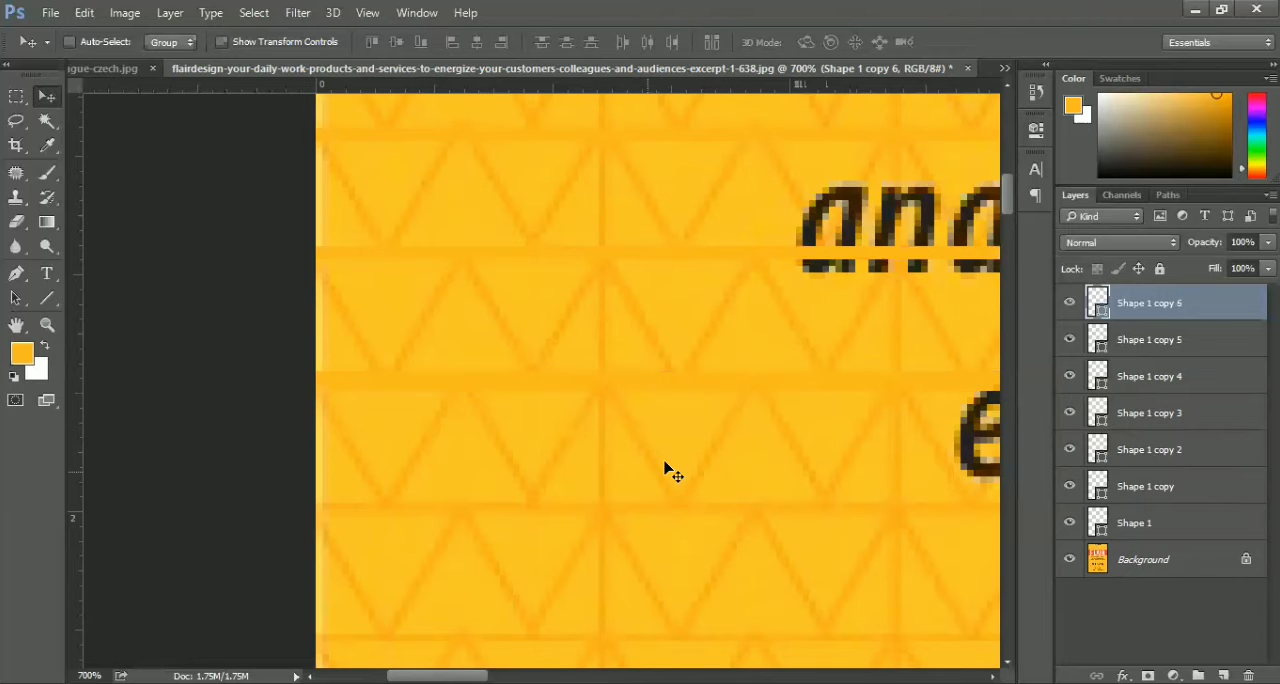 Ps File Edit Image Layer Type Select Filter 3D View Window Help
Auto-Select: Group Show Transform Controls 3D Mode: Essentials
gue-czech.jpg × flairdesign-your-daily-work-products-and-services-to-energize-your-customers-colleagues-and-audiences-excerpt-1-638.jpg @ 700% (Shape 1 copy 6, RGB/8#) * ×
Color Swatches
0
and
2
Layers Channels Paths
Kind
Normal Opacity: 100%
Lock: Fill: 100%
Shape 1 copy 6
Shape 1 copy 5
Shape 1 copy 4
Shape 1 copy 3
Shape 1 copy 2
Shape 1 copy
Shape 1
Background
700% Doc: 1.75M/1.75M